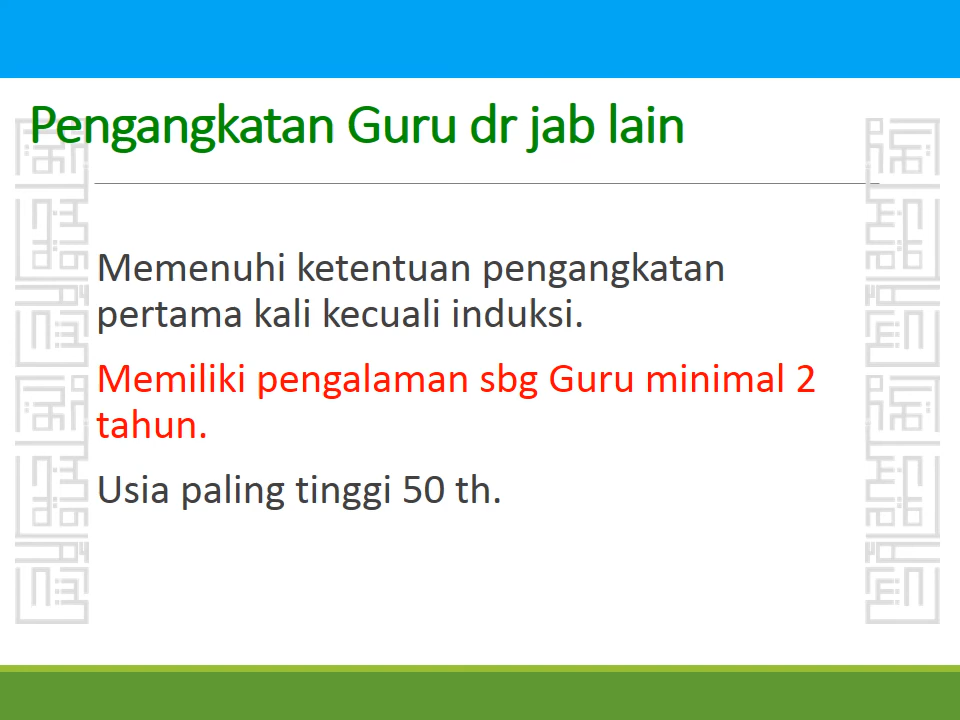 Pengangkatan Guru dr jab lain
Memenuhi ketentuan pengangkatan
pertama kali kecuali induksi.
Memiliki pengalaman sbg Guru minimal 2
tahun.
Usia paling tinggi 50 th.